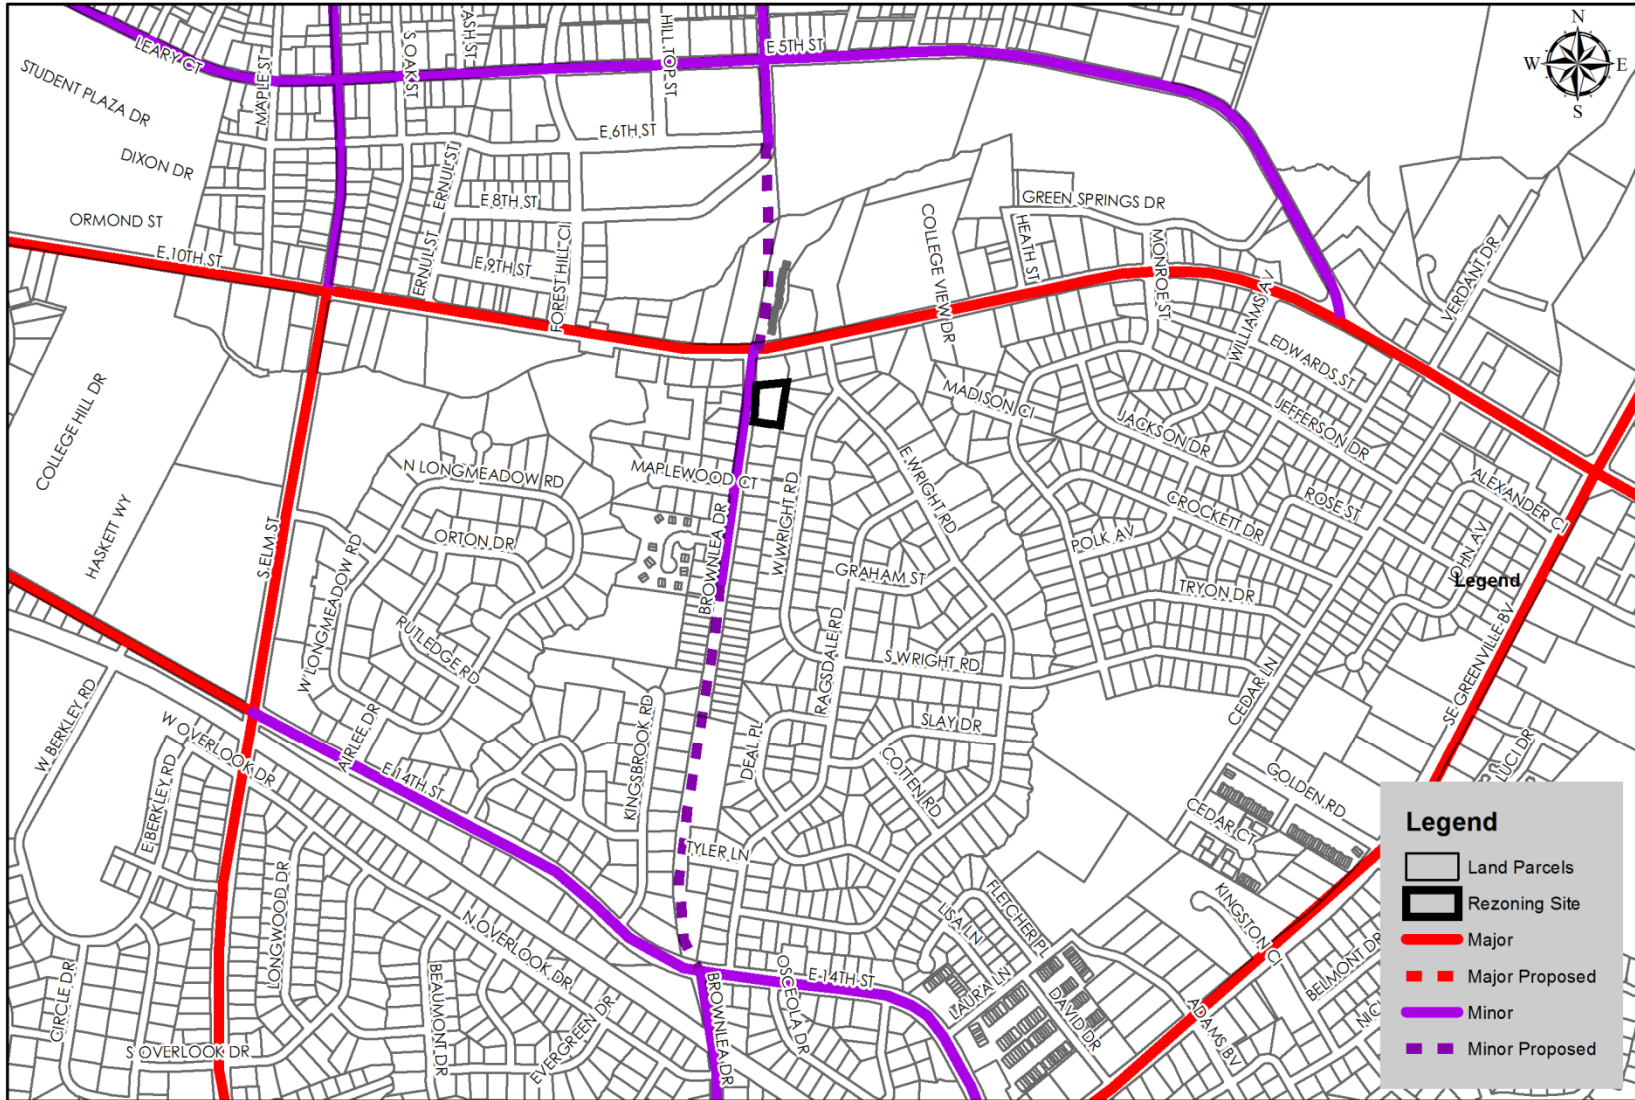 N
W E
S
LEARY CT
MAPLE ST
S OAK ST
ASH ST
HILL TOP ST
E 5TH ST
STUDENT PLAZA DR
DIXON DR
ORMOND ST
E 10TH ST
E 6TH ST
ERNUL ST
E 8TH ST
ERNUL ST
E 9TH ST
FOREST HILL CI
COLLEGE VIEW DR
GREEN SPRINGS DR
HEATH ST
MONROE ST
WILLIAMS AV
VERDANT DR
EDWARDS ST
JEFFERSON DR
MADISON CI
JACKSON DR
COLLEGE HILL DR
HASKETT WY
S ELM ST
N LONGMEADOW RD
ORTON DR
W LONGMEADOW RD
RUTLEDGE RD
MAPLEWOOD CT
BROWNLEA DR
W WRIGHT RD
E WRIGHT RD
GRAHAM ST
RAGSDALE RD
S WRIGHT RD
POLK AV
CROCKETT DR
ROSE ST
ALEXANDER CI
JOHN AV
TRYON DR
Legend
CEDAR LN
SE GREENVILLE BV
W BERKLEY RD
W OVERLOOK DR
AIRLEE DR
E 14TH ST
E BERKLEY RD
KINGSBROOK RD
DEAL PL
SLAY DR
COTTEN RD
TYLER LN
LUCI DR
GOLDEN RD
CEDAR CT
LONGWOOD DR
N OVERLOOK DR
CIRCLE DR
S OVERLOOK DR
BEAUMONT DR
EVERGREEN DR
BROWNLEA DR
OSCEOLA DR
E 14TH ST
LISA LN
FLETCHER PL
LAURA LN
DAVID DR
KINGSTON CI
ADAMS BV
BELMONT DR
Legend
Land Parcels
Rezoning Site
Major
Major Proposed
Minor
Minor Proposed